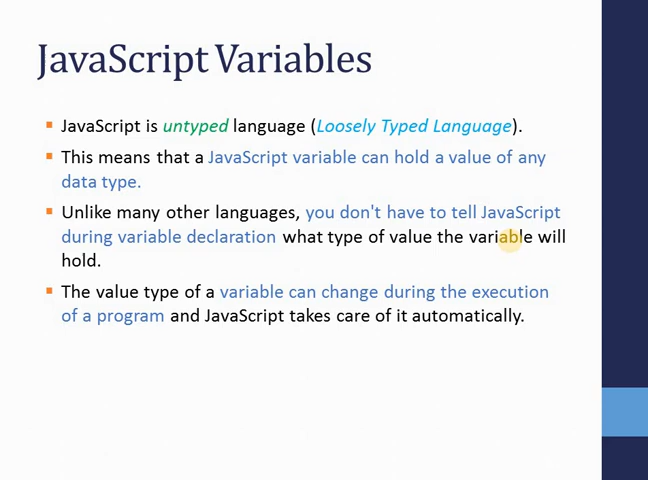 JavaScript Variables
▪ JavaScript is untyped language (Loosely Typed Language).
▪ This means that a JavaScript variable can hold a value of any
data type.
▪ Unlike many other languages, you don't have to tell JavaScript
during variable declaration what type of value the variable will
hold.
▪ The value type of a variable can change during the execution
of a program and JavaScript takes care of it automatically.